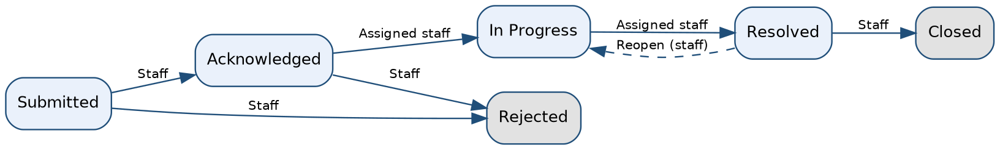 Submitted
Staff
Acknowledged
Staff
Assigned staff
Staff
In Progress
Rejected
Assigned staff
Reopen (staff)
Resolved
Staff
Closed